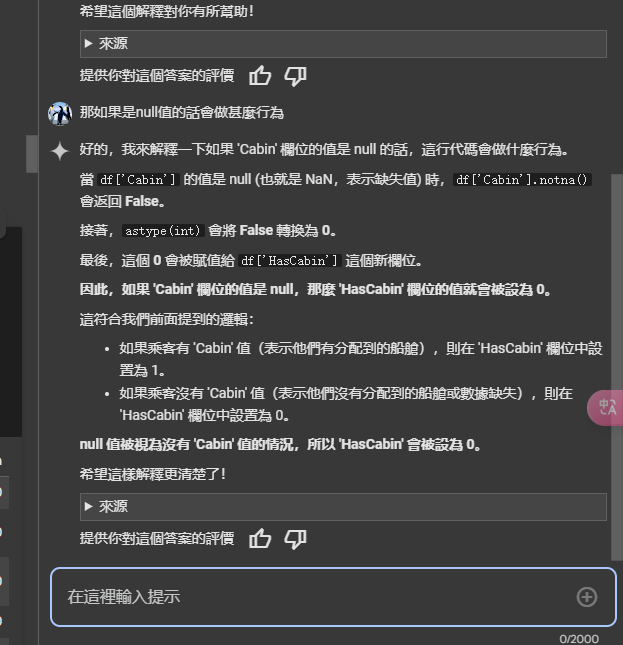 希望這個解釋對你有所幫助！
▶ 來源
提供你對這個答案的評價
那如果是null值的話會做甚麼行為
好的，我來解釋一下如果 'Cabin' 欄位的值是 null 的話，這行代碼會做什麼行為。
當 df['Cabin'] 的值是 null (也就是 NaN，表示缺失值) 時，df['Cabin'].notna()
會返回 False。
接著，astype(int) 會將 False 轉換為 0。
最後，這個 0 會被賦值給 df['HasCabin'] 這個新欄位。
因此，如果 'Cabin' 欄位的值是 null，那麼 'HasCabin' 欄位的值就會被設為 0。
這符合我們前面提到的邏輯：
• 如果乘客有 'Cabin' 值（表示他們有分配到的船艙），則在 'HasCabin' 欄位中設
置為 1。
• 如果乘客沒有 'Cabin' 值（表示他們沒有分配到的船艙或數據缺失），則在
'HasCabin' 欄位中設置為 0。
null 值被視為沒有 'Cabin' 值的情況，所以 'HasCabin' 會被設為 0。
希望這樣解釋更清楚了！
▶ 來源
提供你對這個答案的評價
在這裡輸入提示
0/2000